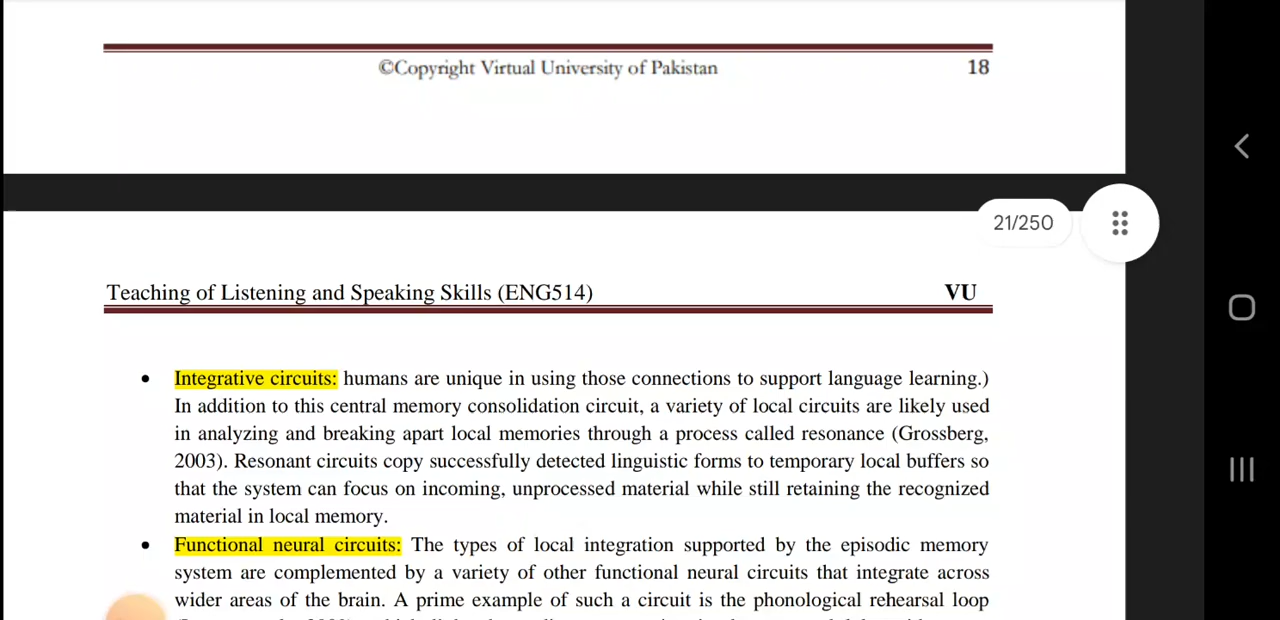 ©Copyright Virtual University of Pakistan 18
21/250
Teaching of Listening and Speaking Skills (ENG514) VU
• Integrative circuits: humans are unique in using those connections to support language learning.)
In addition to this central memory consolidation circuit, a variety of local circuits are likely used
in analyzing and breaking apart local memories through a process called resonance (Grossberg,
2003). Resonant circuits copy successfully detected linguistic forms to temporary local buffers so
that the system can focus on incoming, unprocessed material while still retaining the recognized
material in local memory.
• Functional neural circuits: The types of local integration supported by the episodic memory
system are complemented by a variety of other functional neural circuits that integrate across
wider areas of the brain. A prime example of such a circuit is the phonological rehearsal loop